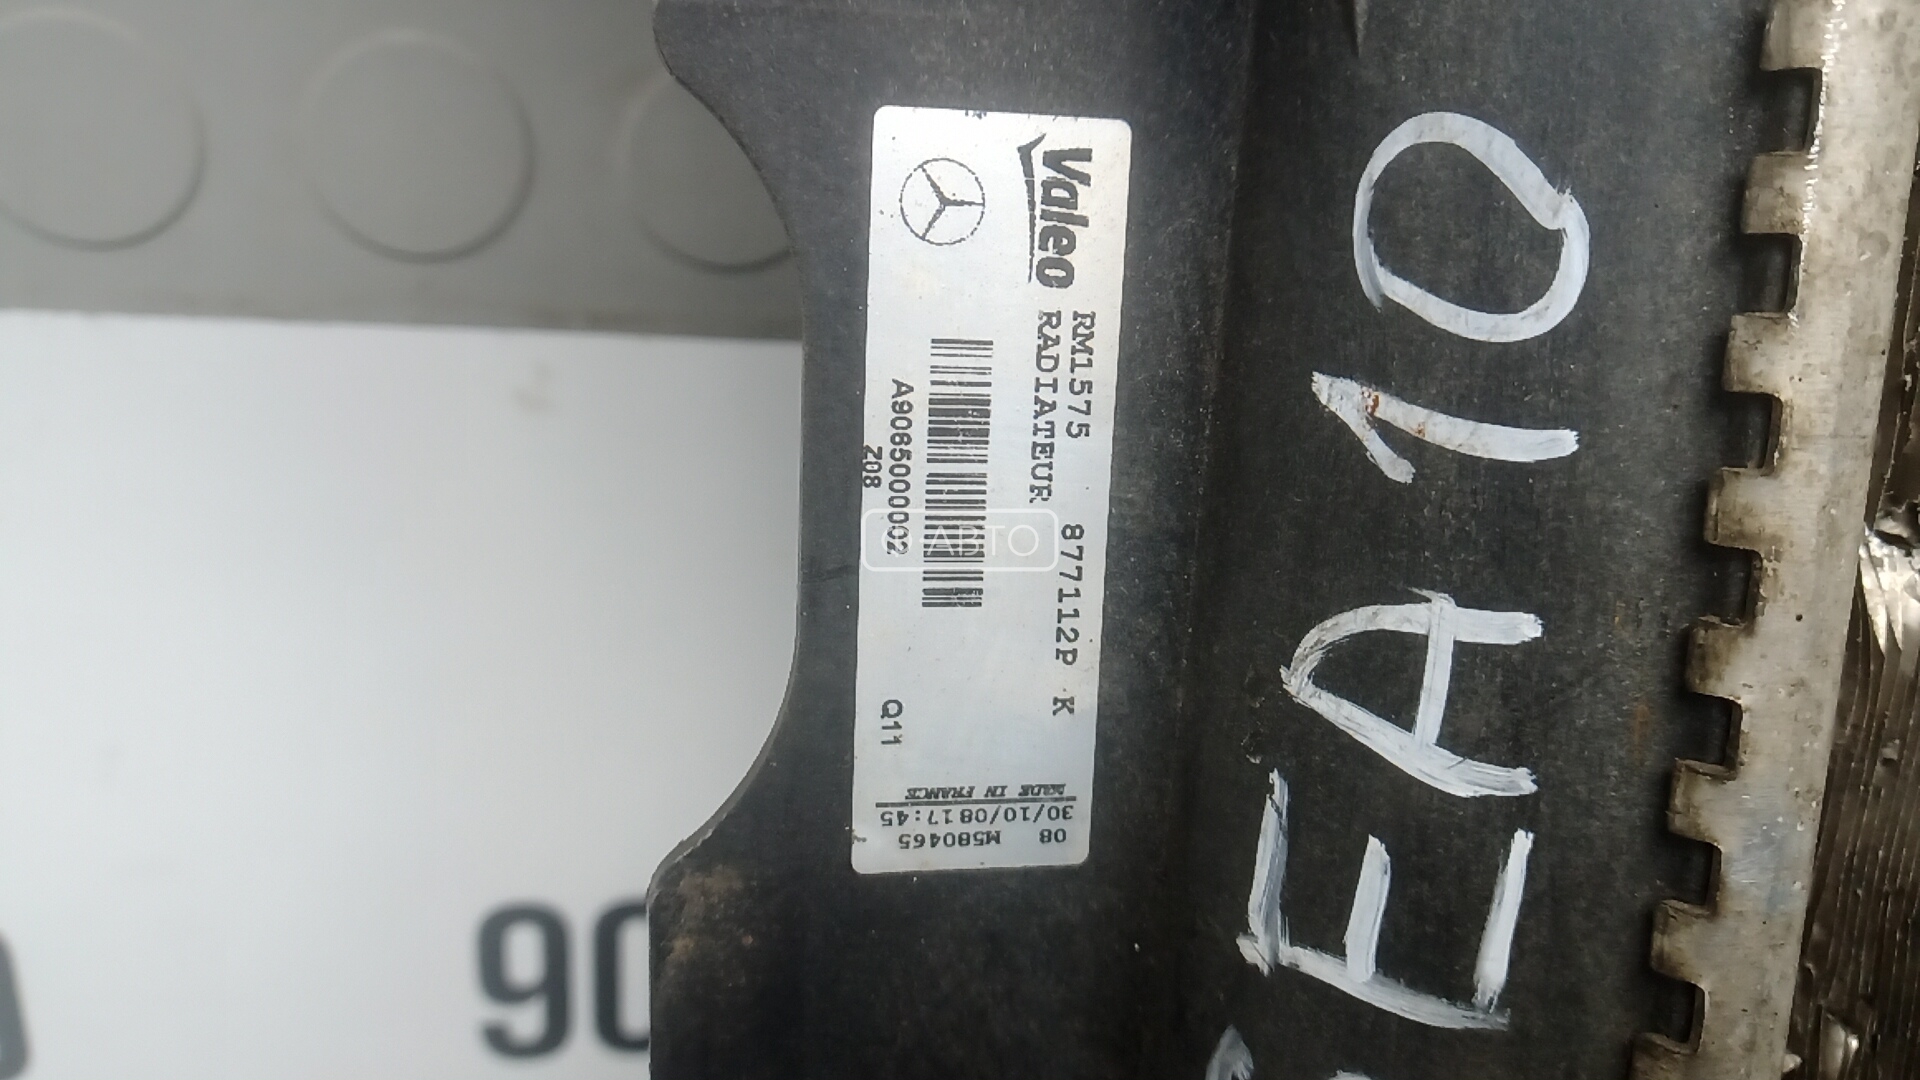 Valeo
RM1575 877112P K
RADIATEUR
A9065000002
Z08
Q11
MADE IN FRANCE
30/10/08 17:45
08 M580465
EA10
90
АВТО